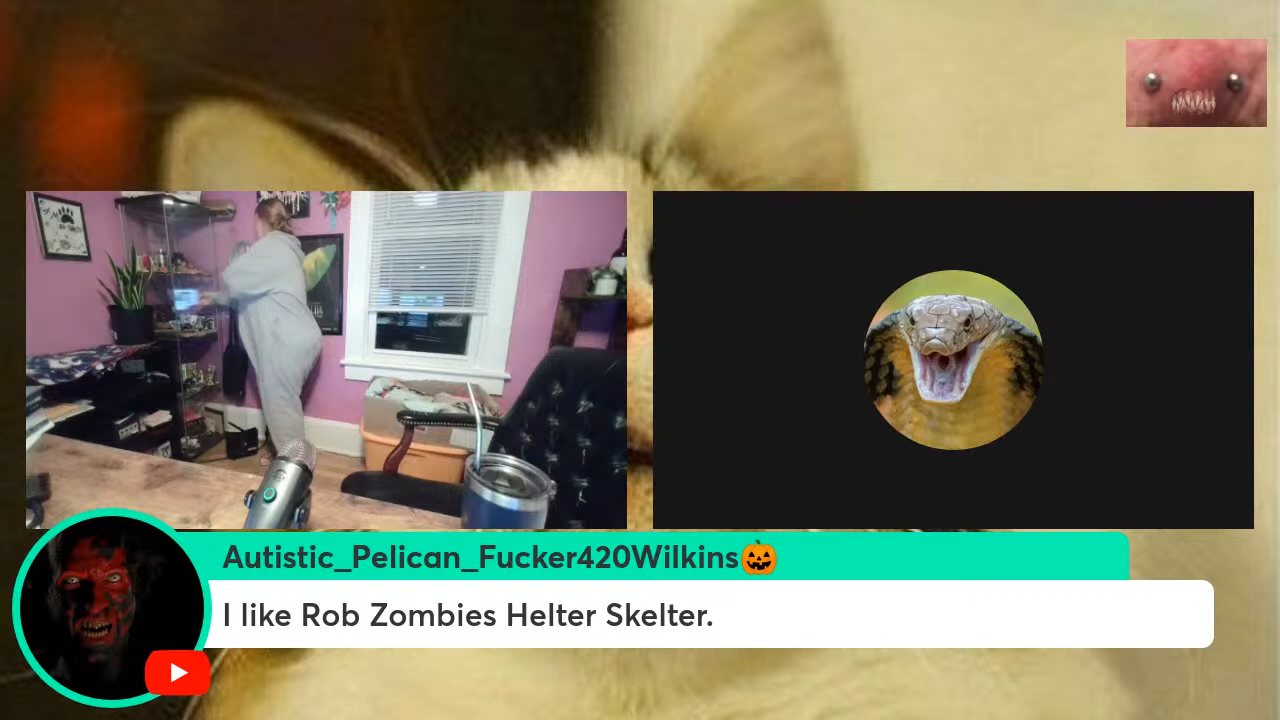 Autistic_Pelican_Fucker420Wilkins🎃
I like Rob Zombies Helter Skelter.